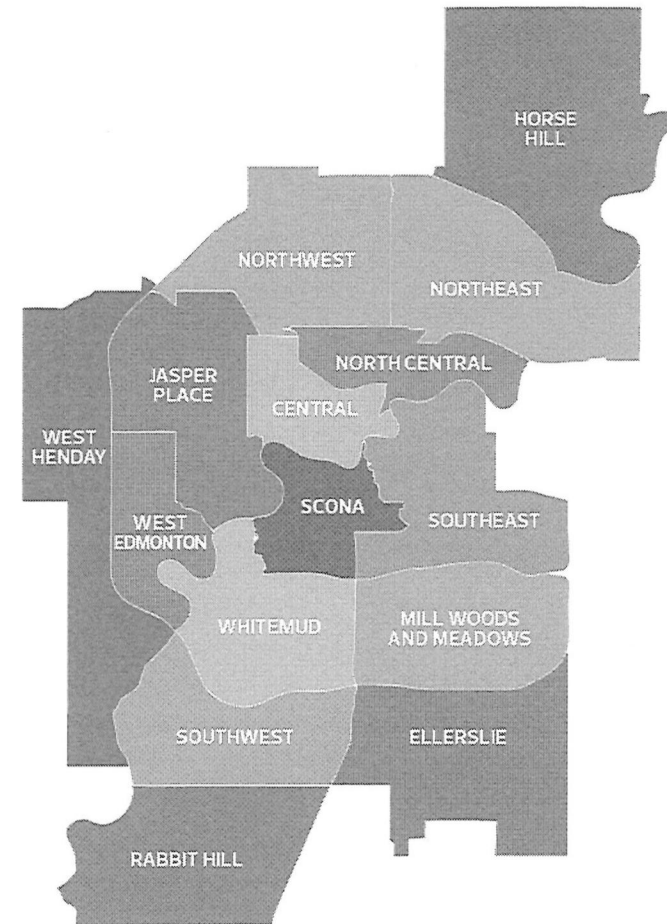 HORSE
HILL
NORTHWEST
NORTHEAST
NORTH CENTRAL
JASPER
PLACE
CENTRAL
WEST
HENDAY
SCONA
SOUTHEAST
WEST
EDMONTON
WHITEMUD
MILL WOODS
AND MEADOWS
SOUTHWEST
ELLERSLIE
RABBIT HILL